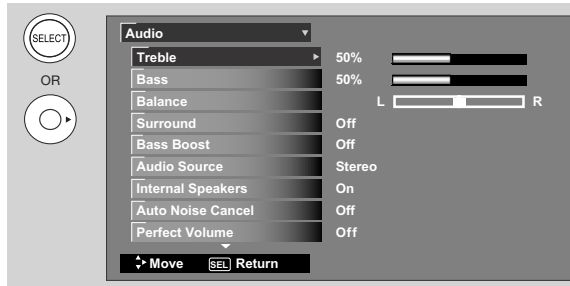 SELECT
OR
Audio
Treble 50%
Bass 50%
Balance L R
Surround Off
Bass Boost Off
Audio Source Stereo
Internal Speakers On
Auto Noise Cancel Off
Perfect Volume Off
Move SEL Return